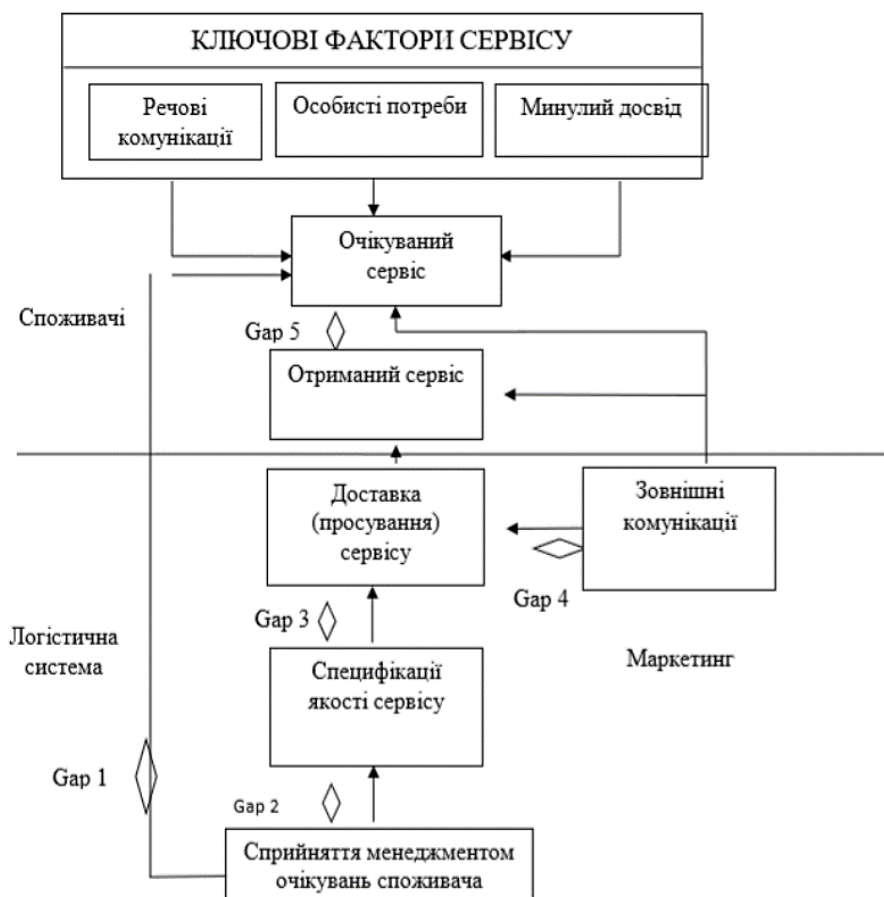 КЛЮЧОВІ ФАКТОРИ СЕРВІСУ
Речові
комунікації
Особисті потреби
Минулий досвід
Очікуваний
сервіс
Споживачі
Gap 5
Отриманий сервіс
Доставка
(просування)
сервісу
Зовнішні
комунікації
Gap 4
Gap 3
Логістична
система
Маркетинг
Специфікації
якості сервісу
Gap 1
Gap 2
Сприйняття менеджментом
очікувань споживача